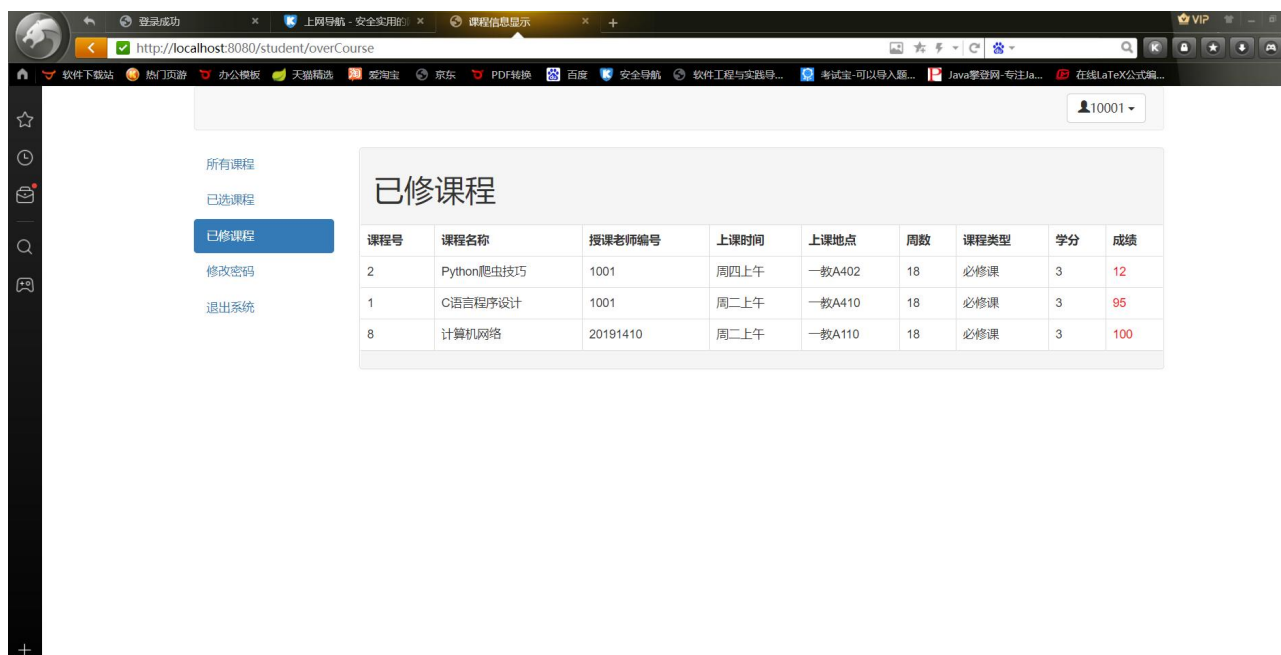 登录成功 × 上网导航 - 安全实用的 × 课程信息显示 × + VIP
http://localhost:8080/student/overCourse
软件下载站 热门页游 办公模板 天猫精选 爱淘宝 京东 PDF转换 百度 安全导航 软件工程与实践导... 考试宝-可以导入题... Java攀登网-专注Ja... 在线LaTeX公式编...
10001
所有课程
已选课程
已修课程
修改密码
退出系统
已修课程
课程号 课程名称 授课老师编号 上课时间 上课地点 周数 课程类型 学分 成绩
2 Python爬虫技巧 1001 周四上午 一教A402 18 必修课 3 12
1 C语言程序设计 1001 周二上午 一教A410 18 必修课 3 95
8 计算机网络 20191410 周二上午 一教A110 18 必修课 3 100